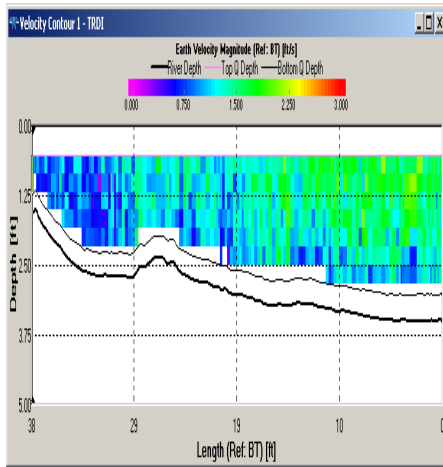 Velocity Contour 1 - TRDI
Earth Velocity Magnitude (Ref: BT) [ft/s]
River Depth Top Q Depth Bottom Q Depth
0.000 0.750 1.500 2.250 3.000
0.00
1.25
2.50
3.75
5.00
Depth [ft]
38 29 19 10 0
Length (Ref: BT) [ft]